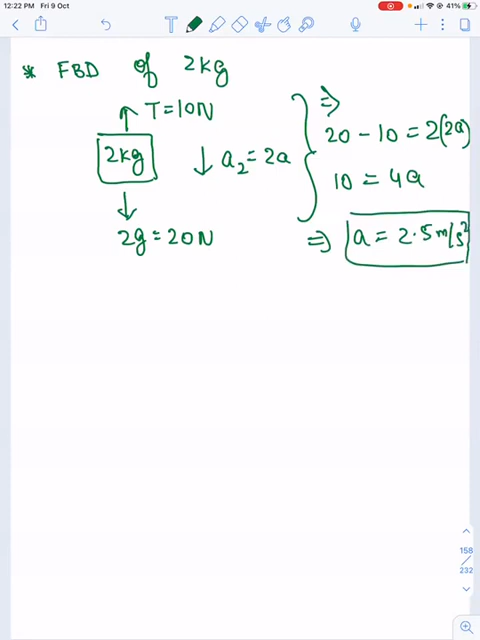 12:22 PM Fri 9 Oct
41%
* FBD of 2kg
T=10N
2kg
a₂=2a
2g=20N
⇒
20-10=2(2a)
10=4a
⇒ a=2.5m/s²
158
/
232